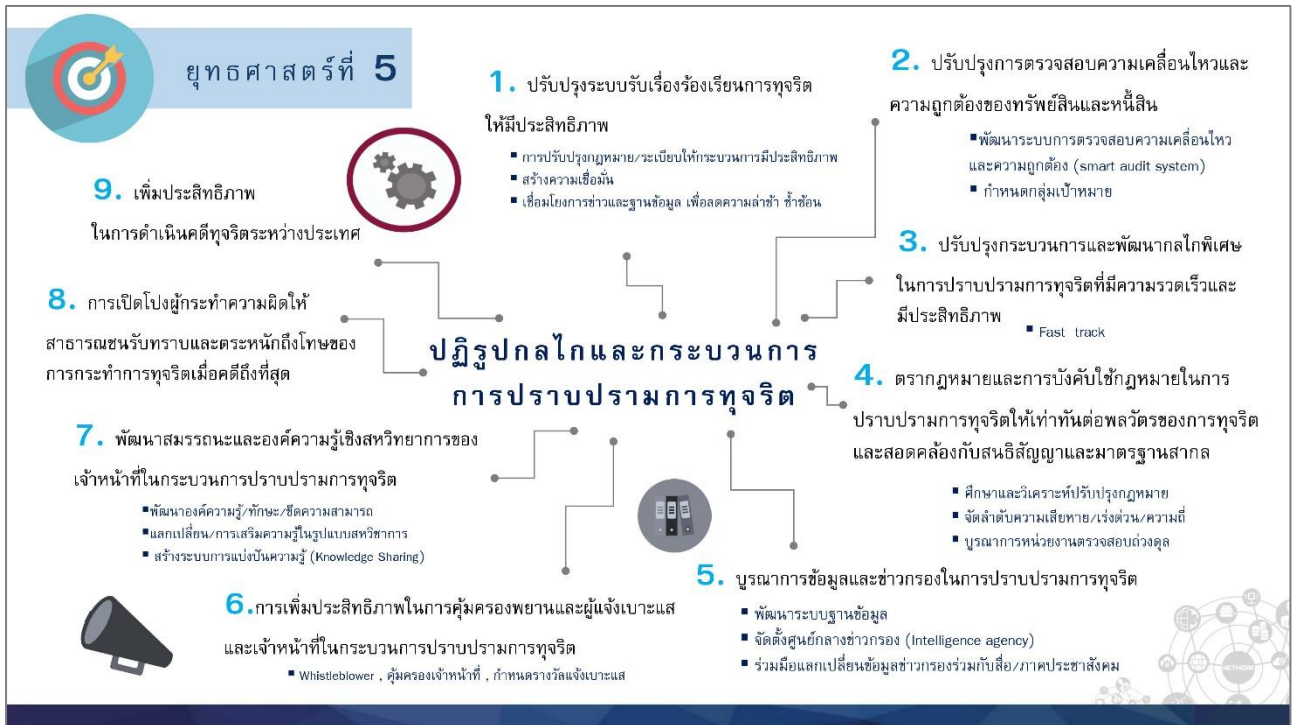 ยุทธศาสตร์ที่ 5
1. ปรับปรุงระบบรับเรื่องร้องเรียนการทุจริต
ให้มีประสิทธิภาพ
▪ การปรับปรุงกฎหมาย/ระเบียบให้กระบวนการมีประสิทธิภาพ
▪ สร้างความเชื่อมั่น
▪ เชื่อมโยงการข่าวและฐานข้อมูล เพื่อลดความล่าช้า ซ้ำซ้อน
2. ปรับปรุงการตรวจสอบความเคลื่อนไหวและ
ความถูกต้องของทรัพย์สินและหนี้สิน
▪พัฒนาระบบการตรวจสอบความเคลื่อนไหว
และความถูกต้อง (smart audit system)
▪ กำหนดกลุ่มเป้าหมาย
3. ปรับปรุงกระบวนการและพัฒนากลไกพิเศษ
ในการปราบปรามการทุจริตที่มีความรวดเร็วและ
มีประสิทธิภาพ
▪ Fast track
ปฏิรูปกลไกและกระบวนการ
การปราบปรามการทุจริต
4. ตรากฎหมายและการบังคับใช้กฎหมายในการ
ปราบปรามการทุจริตให้เท่าทันต่อพลวัตรของการทุจริต
และสอดคล้องกับสนธิสัญญาและมาตรฐานสากล
▪ ศึกษาและวิเคราะห์ปรับปรุงกฎหมาย
▪ จัดลำดับความเสียหาย/เร่งด่วน/ความถี่
▪ บูรณาการหน่วยงานตรวจสอบถ่วงดุล
5. บูรณาการข้อมูลและข่าวกรองในการปราบปรามการทุจริต
▪ พัฒนาระบบฐานข้อมูล
▪ จัดตั้งศูนย์กลางข่าวกรอง (Intelligence agency)
▪ ร่วมมือแลกเปลี่ยนข้อมูลข่าวกรองร่วมกับสื่อ/ภาคประชาสังคม
6.การเพิ่มประสิทธิภาพในการคุ้มครองพยานและผู้แจ้งเบาะแส
และเจ้าหน้าที่ในกระบวนการปราบปรามการทุจริต
▪ Whistleblower , คุ้มครองเจ้าหน้าที่ , กำหนดรางวัลแจ้งเบาะแส
7. พัฒนาสมรรถนะและองค์ความรู้เชิงสหวิทยาการของ
เจ้าหน้าที่ในกระบวนการปราบปรามการทุจริต
▪พัฒนาองค์ความรู้/ทักษะ/ขีดความสามารถ
▪แลกเปลี่ยน/การเสริมความรู้ในรูปแบบสหวิชาการ
▪ สร้างระบบการแบ่งปันความรู้ (Knowledge Sharing)
8. การเปิดโปงผู้กระทำความผิดให้
สาธารณชนรับทราบและตระหนักถึงโทษของ
การกระทำการทุจริตเมื่อคดีถึงที่สุด
9. เพิ่มประสิทธิภาพ
ในการดำเนินคดีทุจริตระหว่างประเทศ
NETWORK